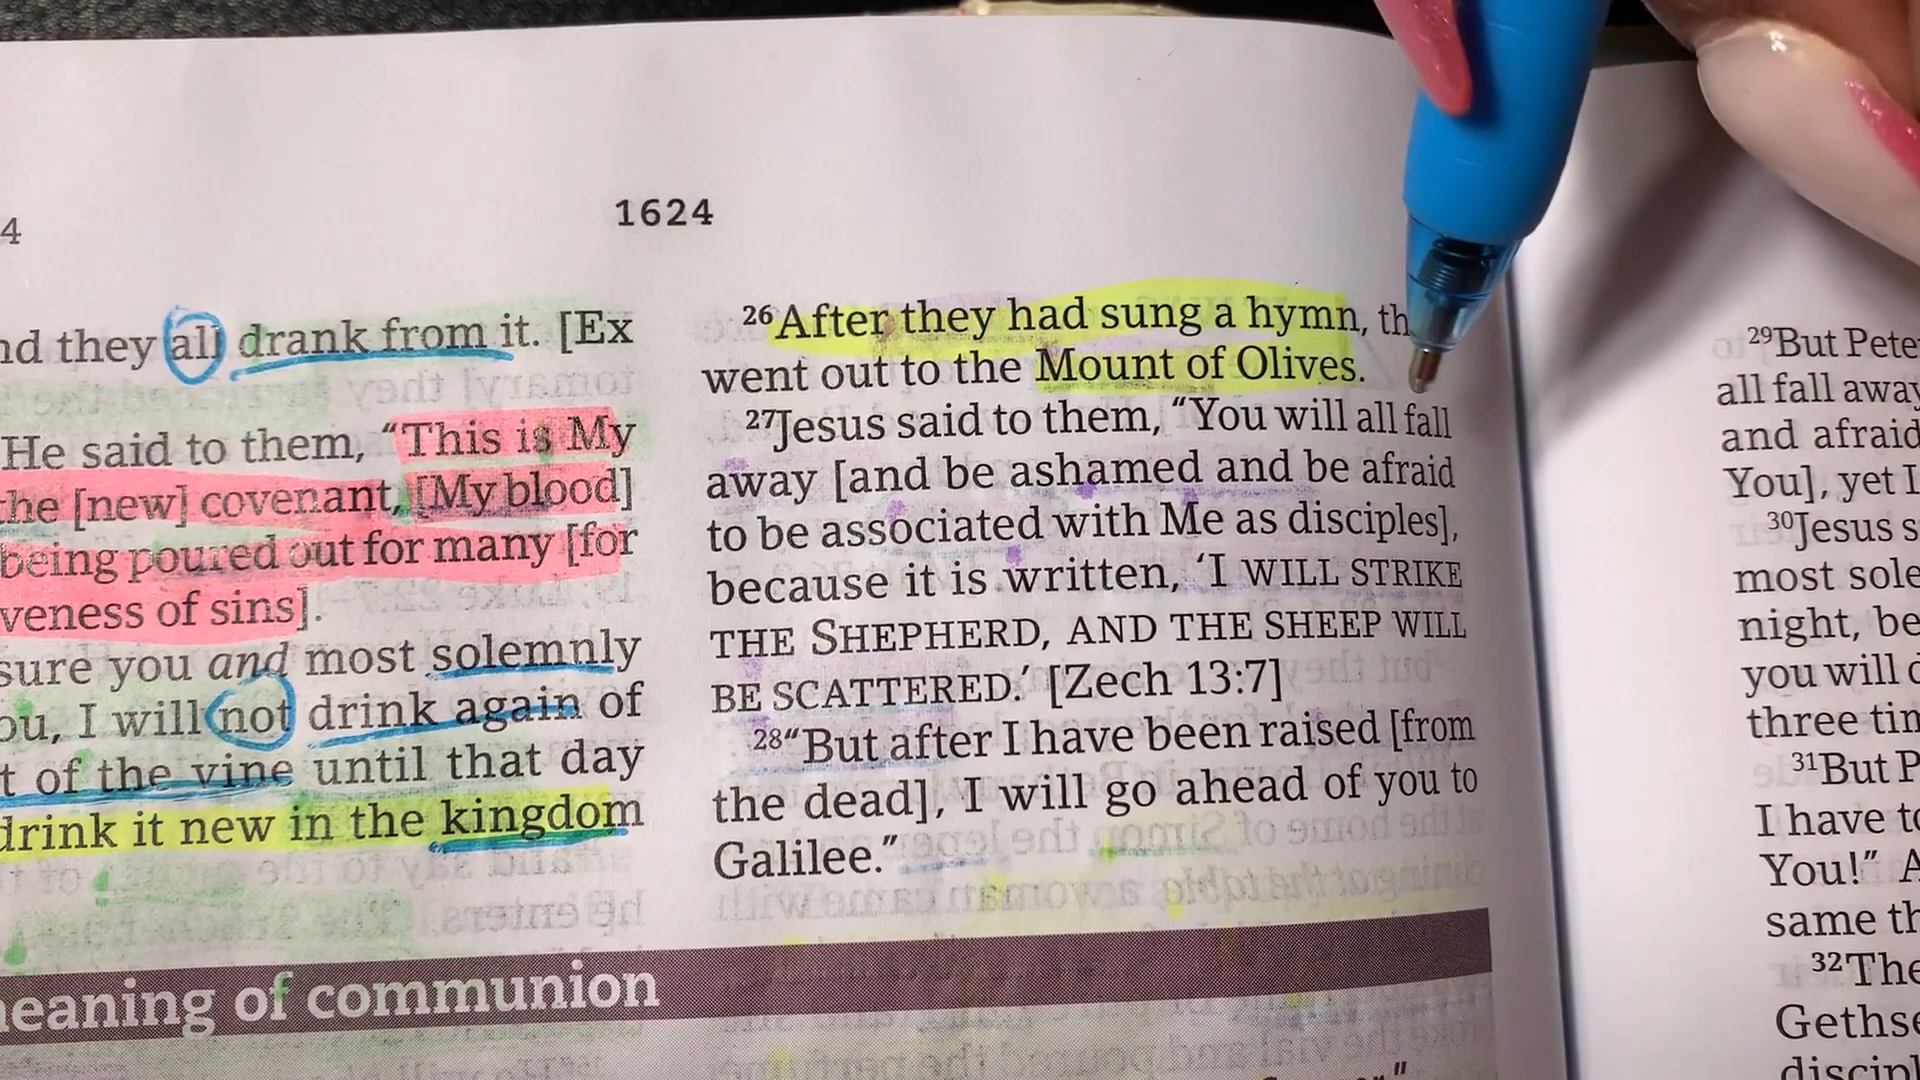 4
1624
nd they all drank from it. [Ex
He said to them, “This is My
the [new] covenant, [My blood]
being poured out for many [for
veness of sins].
sure you and most solemnly
ou, I will not drink again of
t of the vine until that day
drink it new in the kingdom
eaning of communion
26After they had sung a hymn, th
went out to the Mount of Olives.
27Jesus said to them, “You will all fall
away [and be ashamed and be afraid
to be associated with Me as disciples],
because it is written, ‘I WILL STRIKE
THE SHEPHERD, AND THE SHEEP WILL
BE SCATTERED.’ [Zech 13:7]
28“But after I have been raised [from
the dead], I will go ahead of you to
Galilee.”
29But Pete
all fall away
and afraid
You], yet I
30Jesus s
most sole
night, be
you will d
three tim
31But P
I have to
You!” A
same th
32The
Gethse
discipl